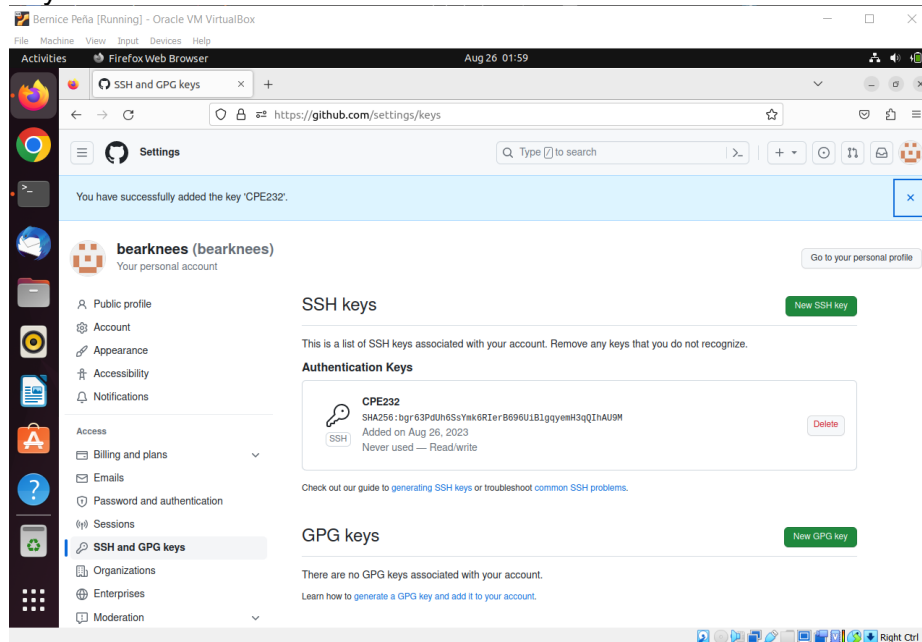 Bernice Peña [Running] - Oracle VM VirtualBox
File Machine View Input Devices Help
Activities Firefox Web Browser Aug 26 01:59
SSH and GPG keys
https://github.com/settings/keys
Settings Type / to search
You have successfully added the key 'CPE232'.
bearknees (bearknees)
Your personal account
Go to your personal profile
Public profile
Account
Appearance
Accessibility
Notifications
Access
Billing and plans
Emails
Password and authentication
Sessions
SSH and GPG keys
Organizations
Enterprises
Moderation
SSH keys
New SSH key
This is a list of SSH keys associated with your account. Remove any keys that you do not recognize.
Authentication Keys
CPE232
SHA256:bgr63PdUh6SsYmk6RIerB696UiBlgqyemH3qQIhAU9M
SSH
Added on Aug 26, 2023
Never used — Read/write
Delete
Check out our guide to generating SSH keys or troubleshoot common SSH problems.
GPG keys
New GPG key
There are no GPG keys associated with your account.
Learn how to generate a GPG key and add it to your account.
Right Ctrl